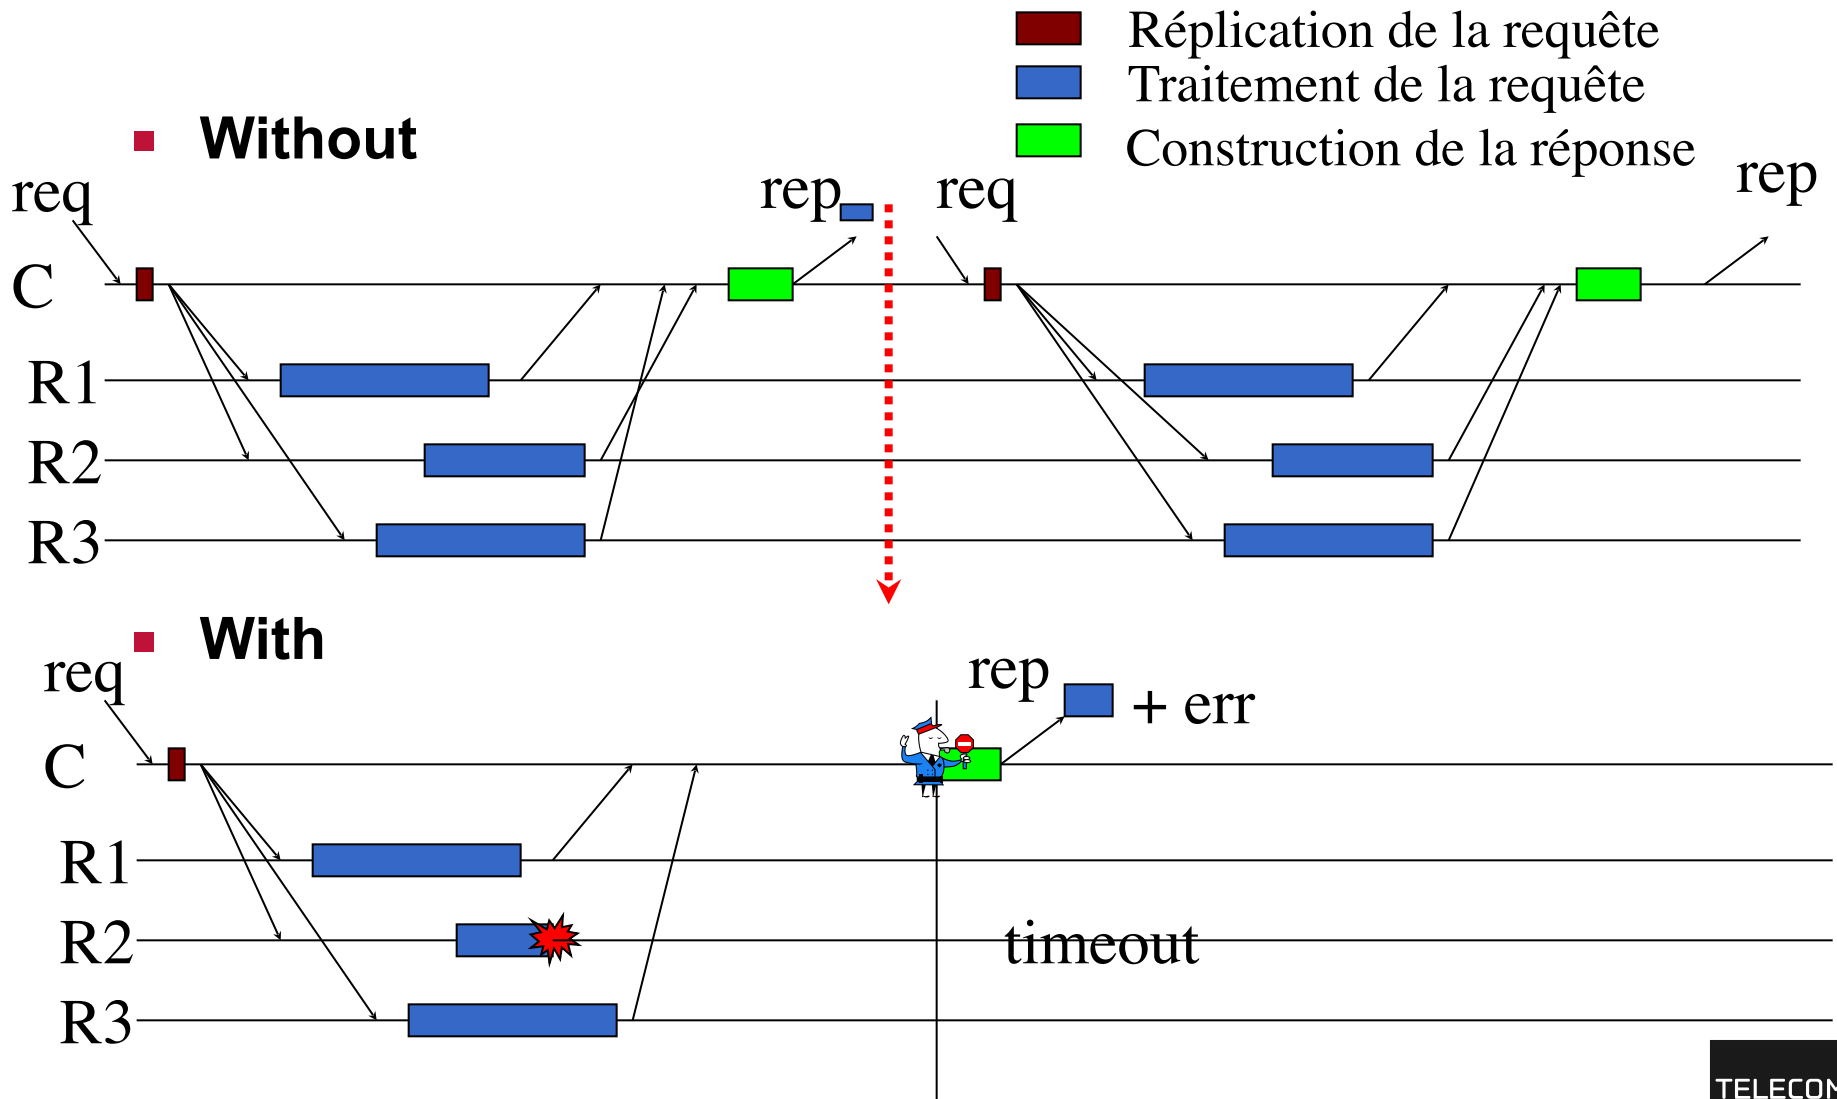 Réplication de la requête
Traitement de la requête
Construction de la réponse
Without
req
rep
req
rep
C
R1
R2
R3
With
req
rep
+ err
C
R1
R2
timeout
R3
TELECOM